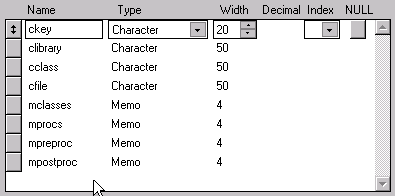 Name Type Width Decimal Index NULL
ckey Character 20
clibrary Character 50
cclass Character 50
cfile Character 50
mclasses Memo 4
mprocs Memo 4
mpreproc Memo 4
mpostproc Memo 4